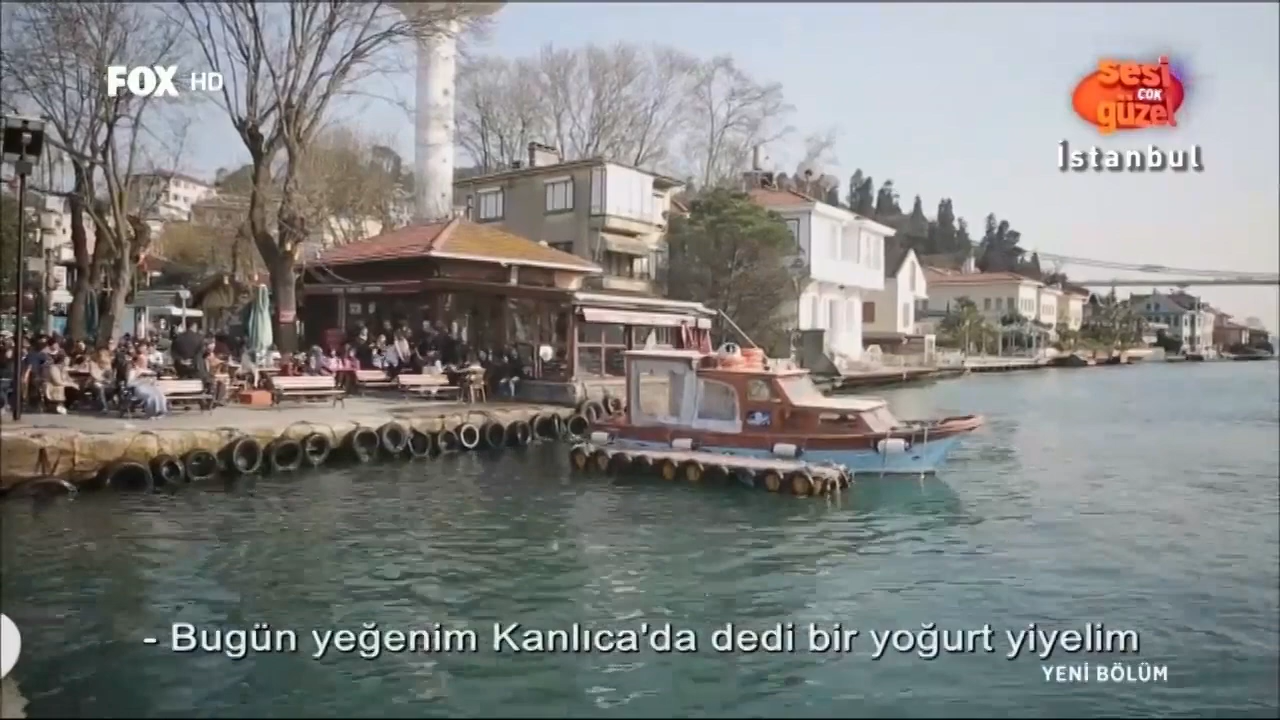 FOX HD
sesi
çok
güzel
İstanbul
- Bugün yeğenim Kanlıca'da dedi bir yoğurt yiyelim
YENİ BÖLÜM